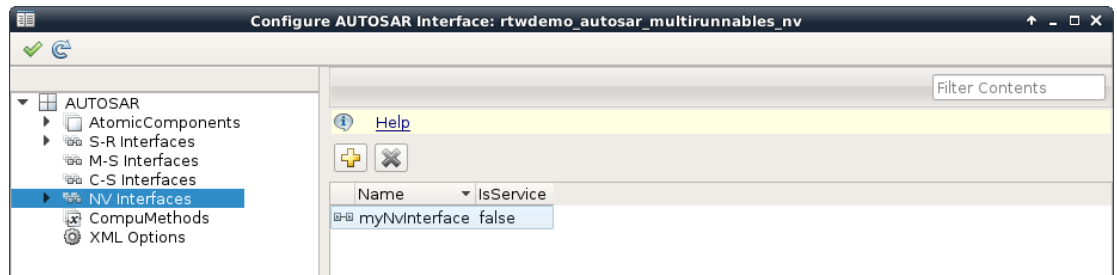 Configure AUTOSAR Interface: rtwdemo_autosar_multirunnables_nv
Filter Contents
AUTOSAR
AtomicComponents
S-R Interfaces
M-S Interfaces
C-S Interfaces
NV Interfaces
CompuMethods
XML Options
Help
Name IsService
myNvInterface false